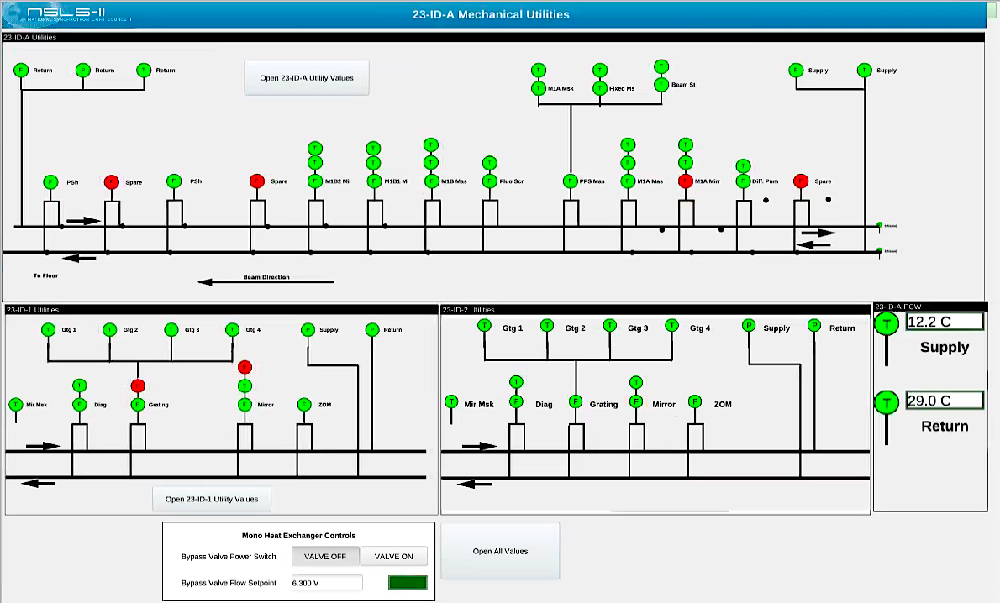 NSLS-II
National Synchrotron Light Source II
23-ID-A Mechanical Utilities
23-ID-A Utilities
F Return P Return T Return
Open 23-ID-A Utility Values
T T T
T M1A Msk T Fixed Ms T Beam St
P Supply T Supply
T T T T T
T T T T T T T
F PSh F Spare F PSh F Spare F M1B2 Mi F M1B1 Mi F M1B Mas F Fluo Scr F PPS Mas F M1A Mas F M1A Mirr F Diff. Pum F Spare
To Floor
Beam Direction
23-ID-1 Utilities
T Gtg 1 T Gtg 2 T Gtg 3 T Gtg 4 P Supply P Return
P
T T
T Mir Msk F Diag F Grating F Mirror F ZOM
Open 23-ID-1 Utility Values
23-ID-2 Utilities
T Gtg 1 T Gtg 2 T Gtg 3 T Gtg 4 P Supply P Return
T T
T Mir Msk F Diag F Grating F Mirror F ZOM
23-ID-A PCW
T 12.2 C
Supply
T 29.0 C
Return
Mono Heat Exchanger Controls
Bypass Valve Power Switch VALVE OFF VALVE ON
Bypass Valve Flow Setpoint 6.300 V
Open All Values